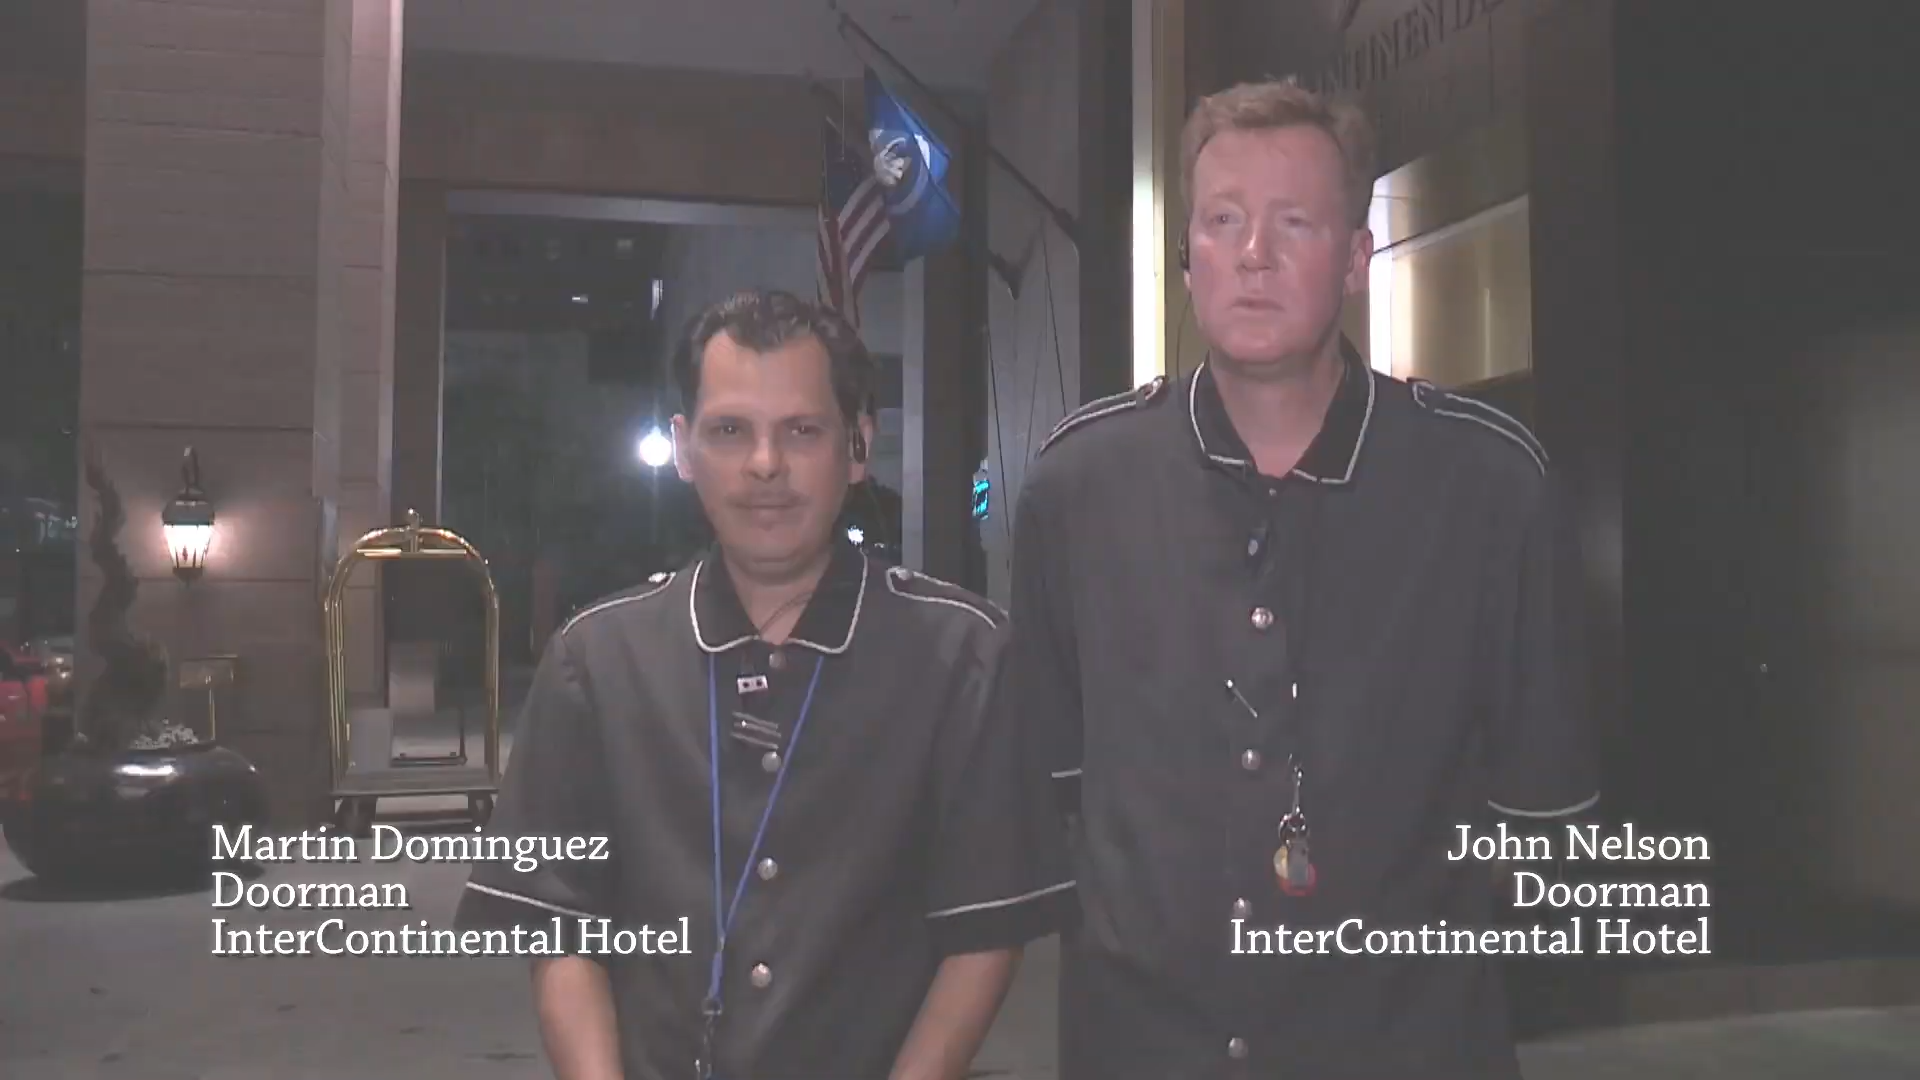 Martin Dominguez
Doorman
InterContinental Hotel
John Nelson
Doorman
InterContinental Hotel